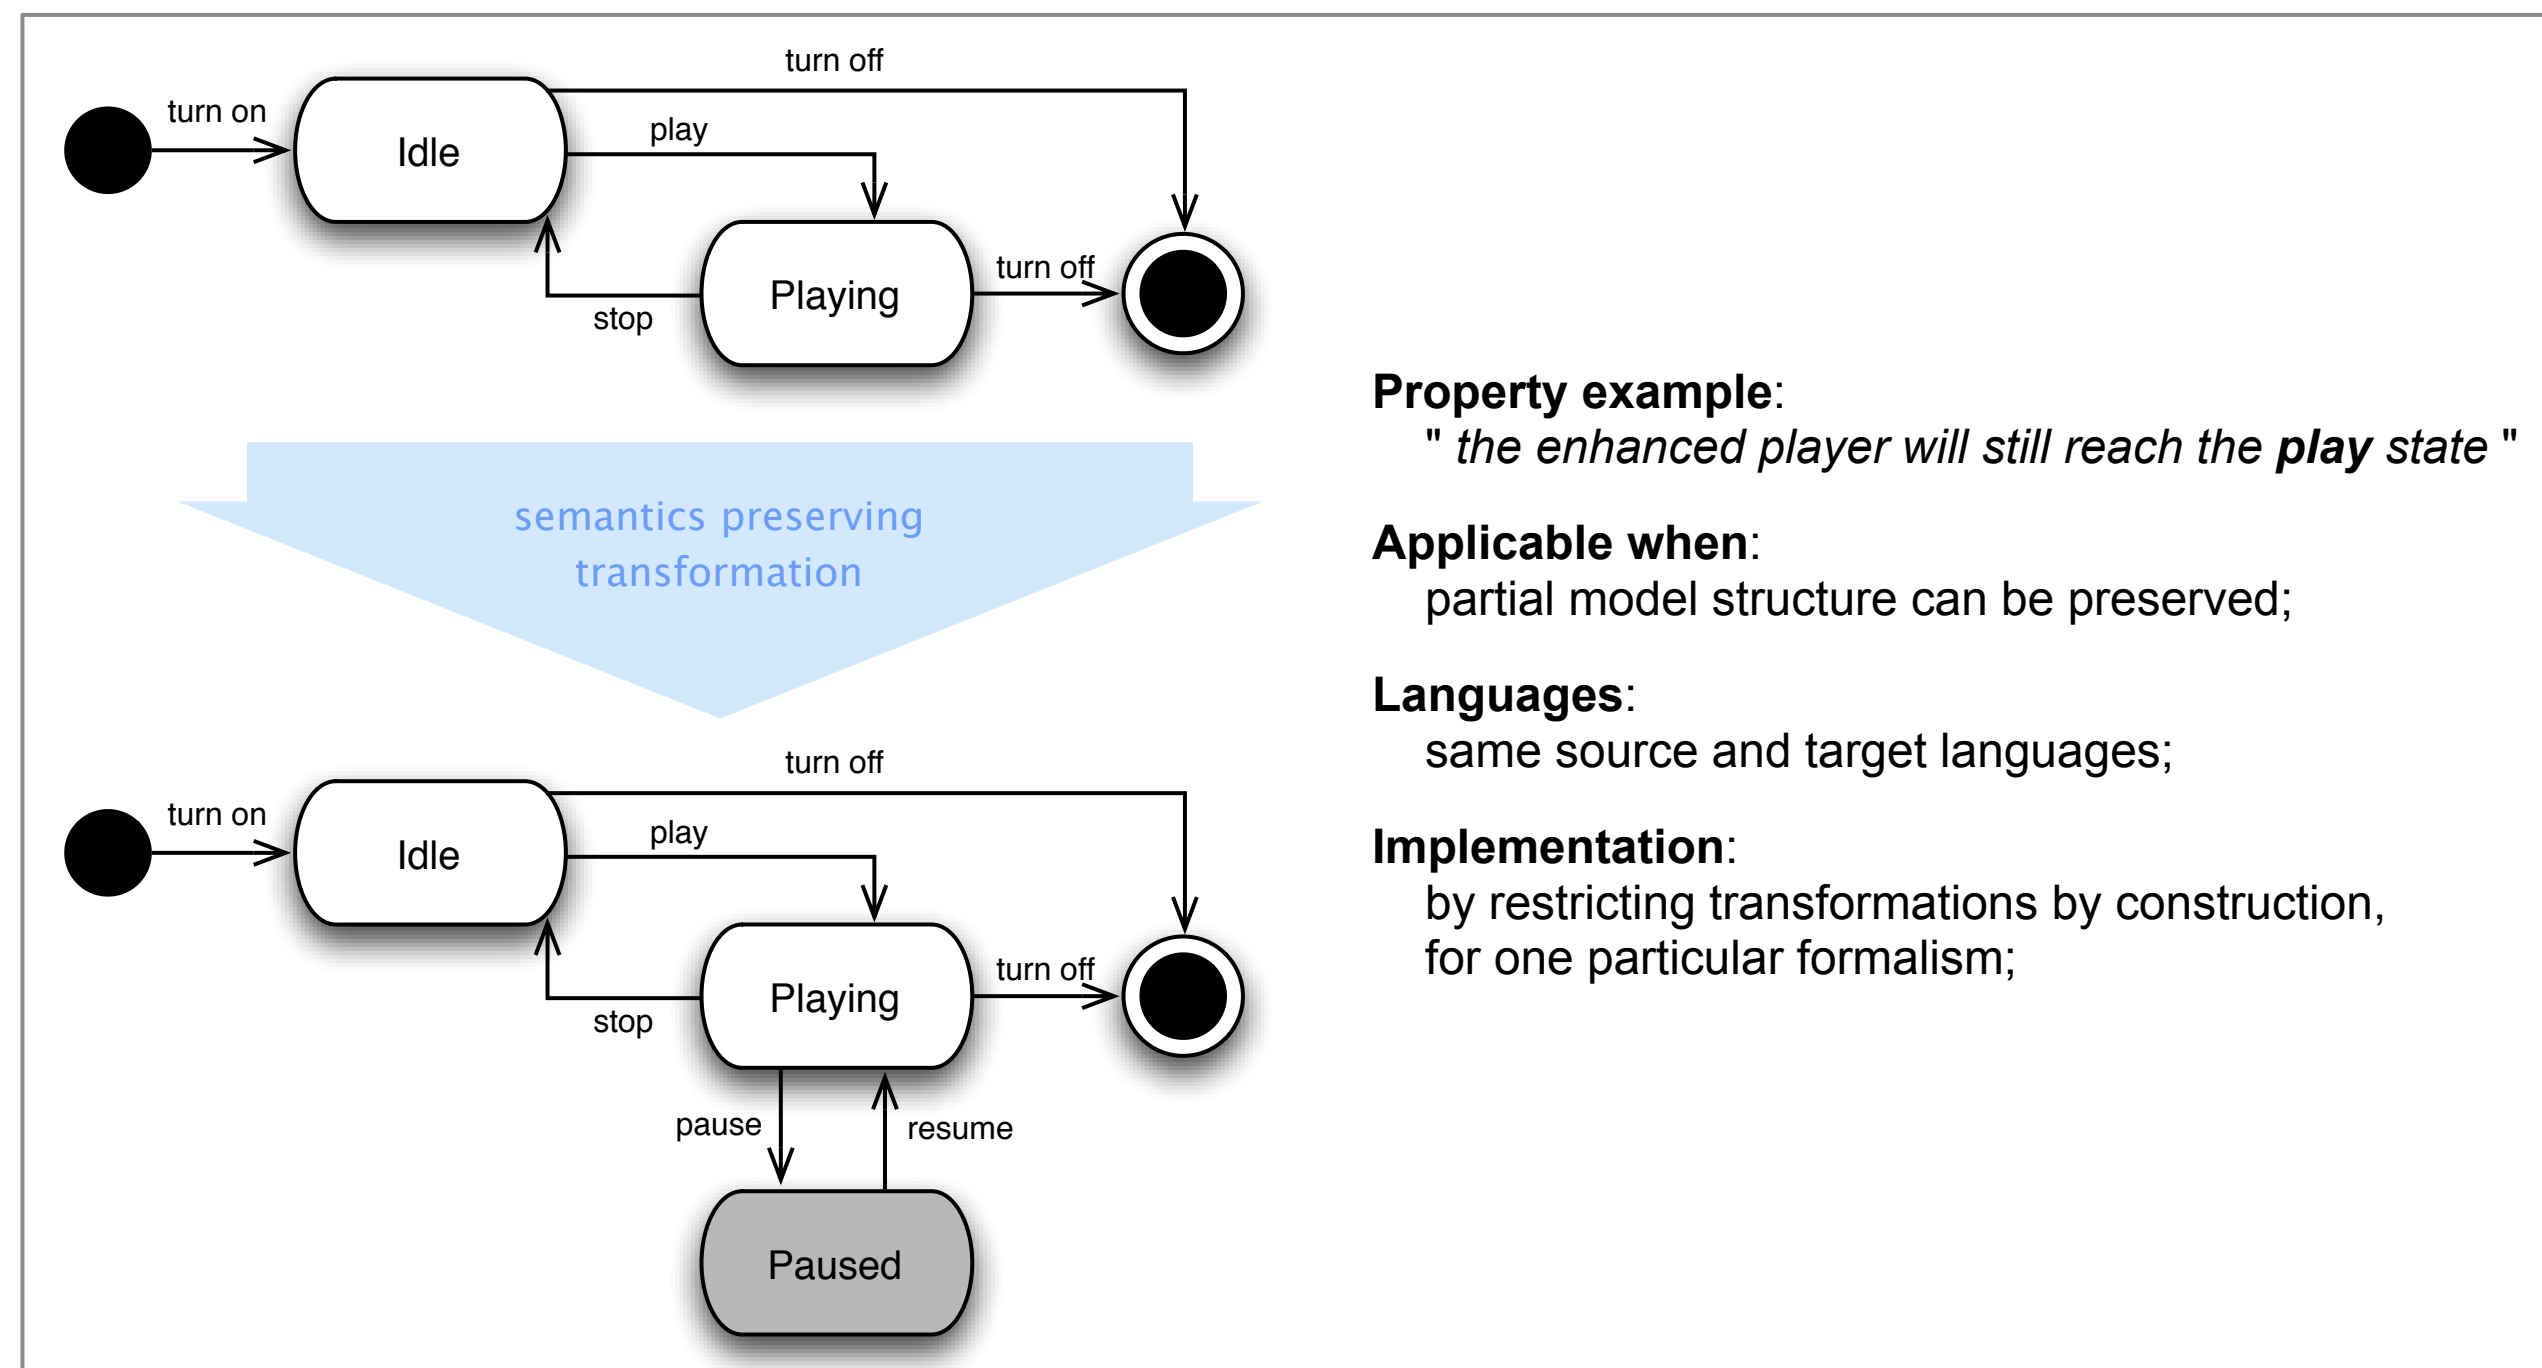 turn off
turn on
play
Idle
turn off
Playing
stop
semantics preserving
transformation
turn off
turn on
play
Idle
turn off
Playing
stop
pause
resume
Paused
Property example:
" the enhanced player will still reach the play state "
Applicable when:
partial model structure can be preserved;
Languages:
same source and target languages;
Implementation:
by restricting transformations by construction,
for one particular formalism;